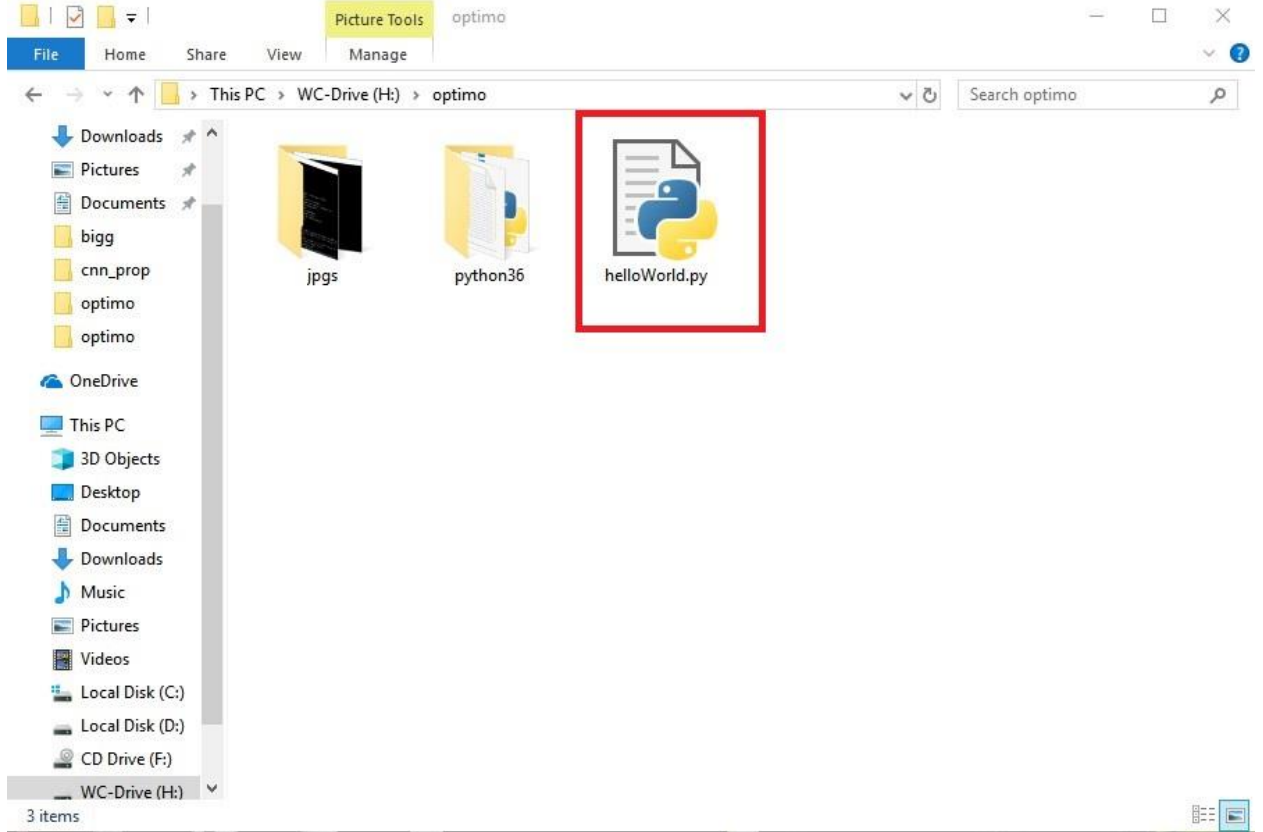 Picture Tools optimo
File Home Share View Manage
This PC > WC-Drive (H:) > optimo
Search optimo
Downloads
Pictures
Documents
bigg
cnn_prop
optimo
optimo
OneDrive
This PC
3D Objects
Desktop
Documents
Downloads
Music
Pictures
Videos
Local Disk (C:)
Local Disk (D:)
CD Drive (F:)
WC-Drive (H:)
jpgs python36 helloWorld.py
3 items